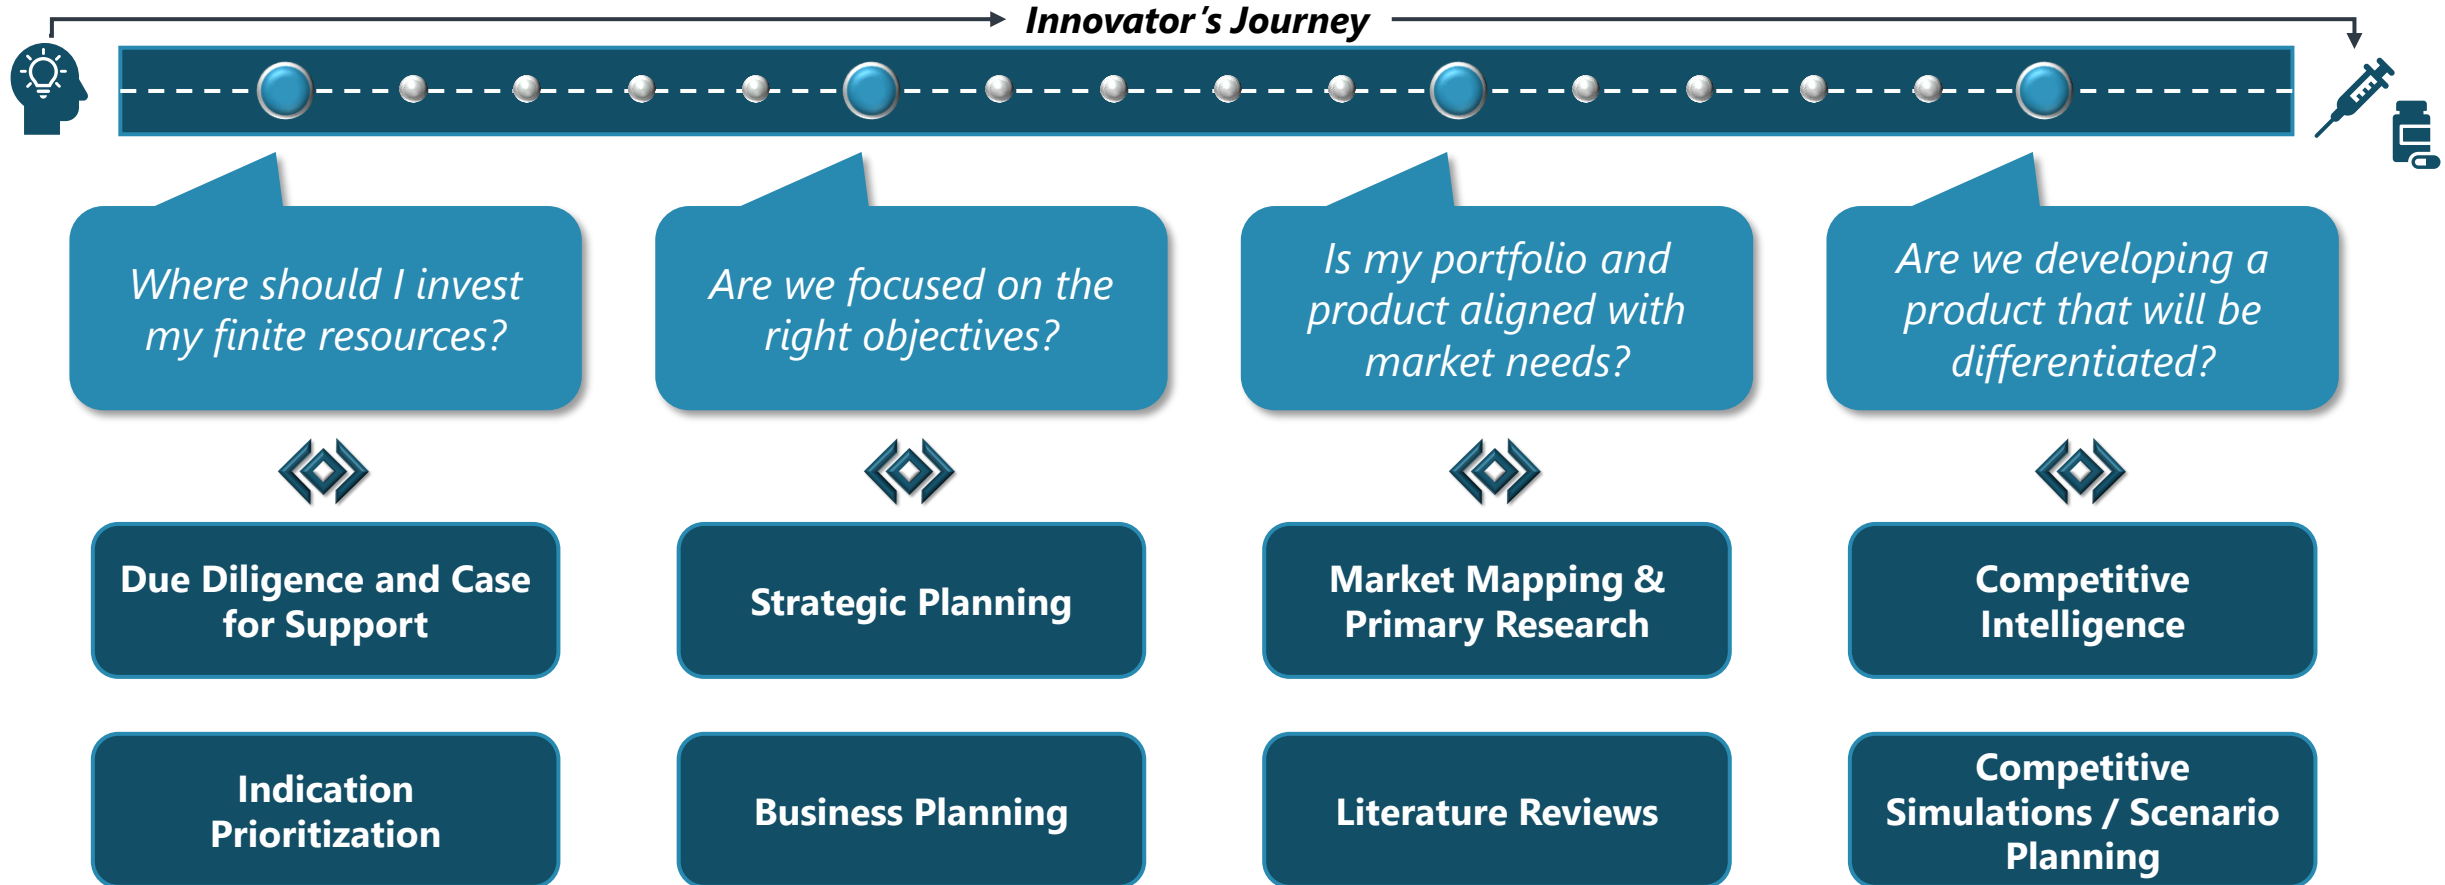 Innovator's Journey
Where should I invest
my finite resources?
Are we focused on the
right objectives?
Is my portfolio and
product aligned with
market needs?
Are we developing a
product that will be
differentiated?
Due Diligence and Case
for Support
Strategic Planning
Market Mapping &
Primary Research
Competitive
Intelligence
Indication
Prioritization
Business Planning
Literature Reviews
Competitive
Simulations / Scenario
Planning